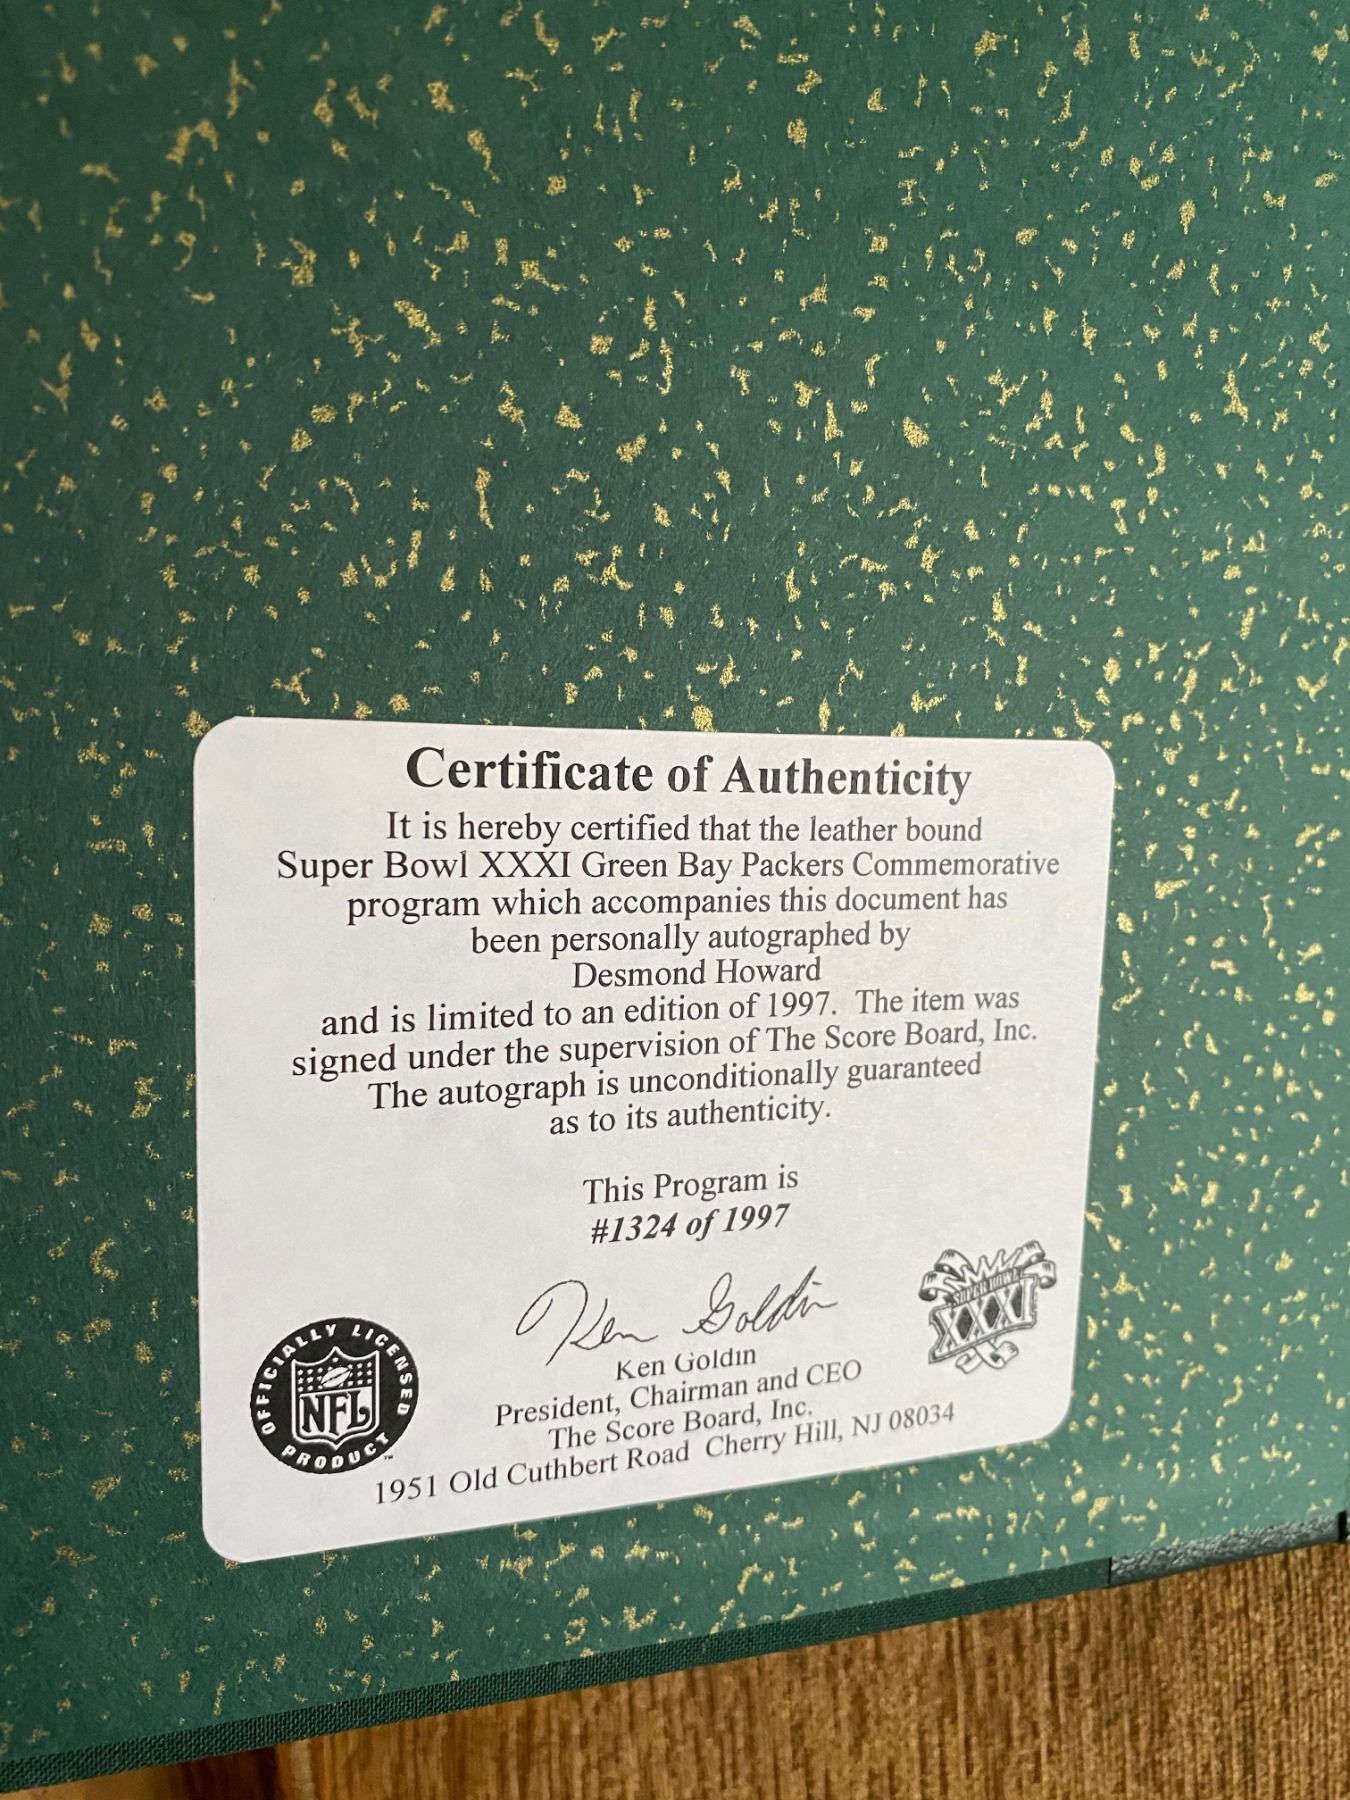 Certificate of Authenticity
It is hereby certified that the leather bound
Super Bowl XXXI Green Bay Packers Commemorative
program which accompanies this document has
been personally autographed by
Desmond Howard
and is limited to an edition of 1997. The item was
signed under the supervision of The Score Board, Inc.
The autograph is unconditionally guaranteed
as to its authenticity.
This Program is
#1324 of 1997
Ken Goldin
Ken Goldin
President, Chairman and CEO
The Score Board, Inc.
1951 Old Cuthbert Road Cherry Hill, NJ 08034
OFFICIALLY LICENSED
NFL
PRODUCT™
SUPER BOWL
XXXI